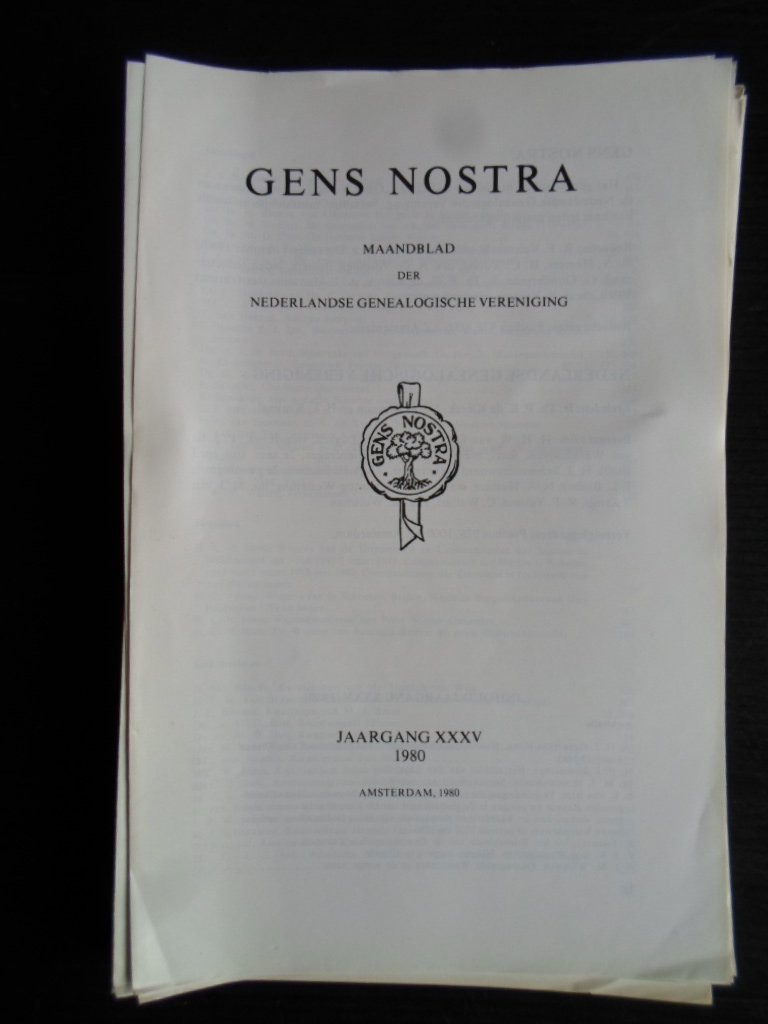 GENS NOSTRA
MAANDBLAD
DER
NEDERLANDSE GENEALOGISCHE VERENIGING
GENS NOSTRA
JAARGANG XXXV
1980
AMSTERDAM, 1980